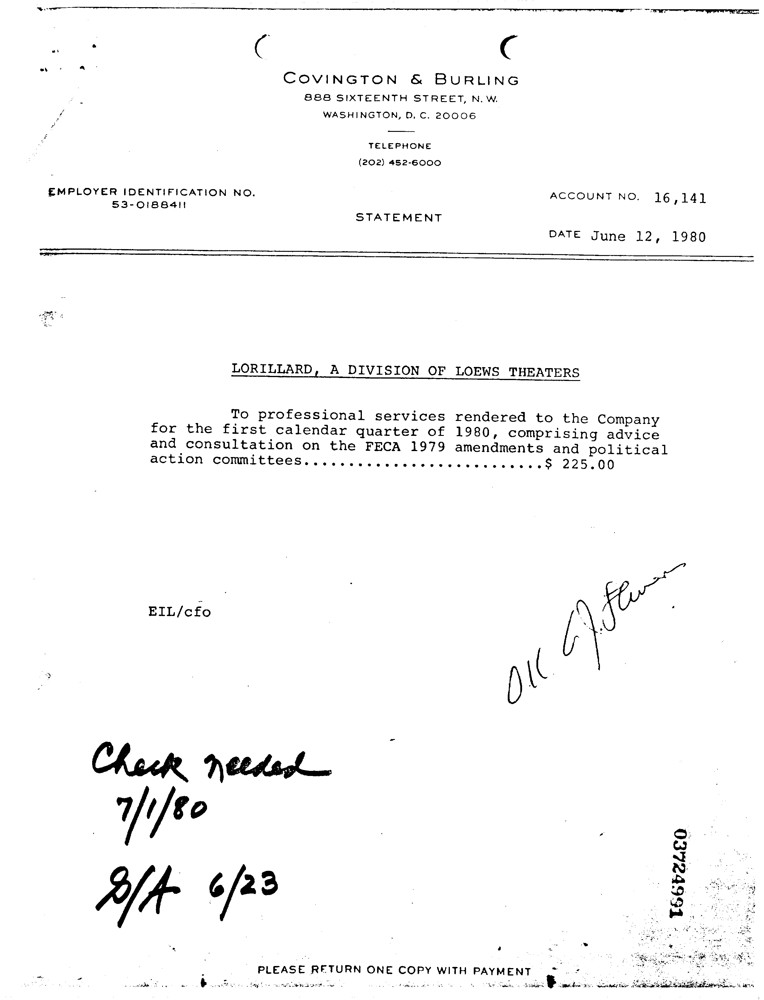 COVINGTON & BURLING
888 SIXTEENTH STREET, N. W.
WASHINGTON, D. C. 20006
TELEPHONE
(202) 452-6000
EMPLOYER IDENTIFICATION NO.
53-0188411
ACCOUNT NO. 16,141
STATEMENT
DATE June 12, 1980
LORILLARD, A DIVISION OF LOEWS THEATERS
To professional services rendered to the Company
for the first calendar quarter of 1980, comprising advice
and consultation on the FECA 1979 amendments and political
action committees...........................$ 225.00
EIL/cfo
OK
Check needed
7/1/80
S/A 6/23
03724991
PLEASE RETURN ONE COPY WITH PAYMENT